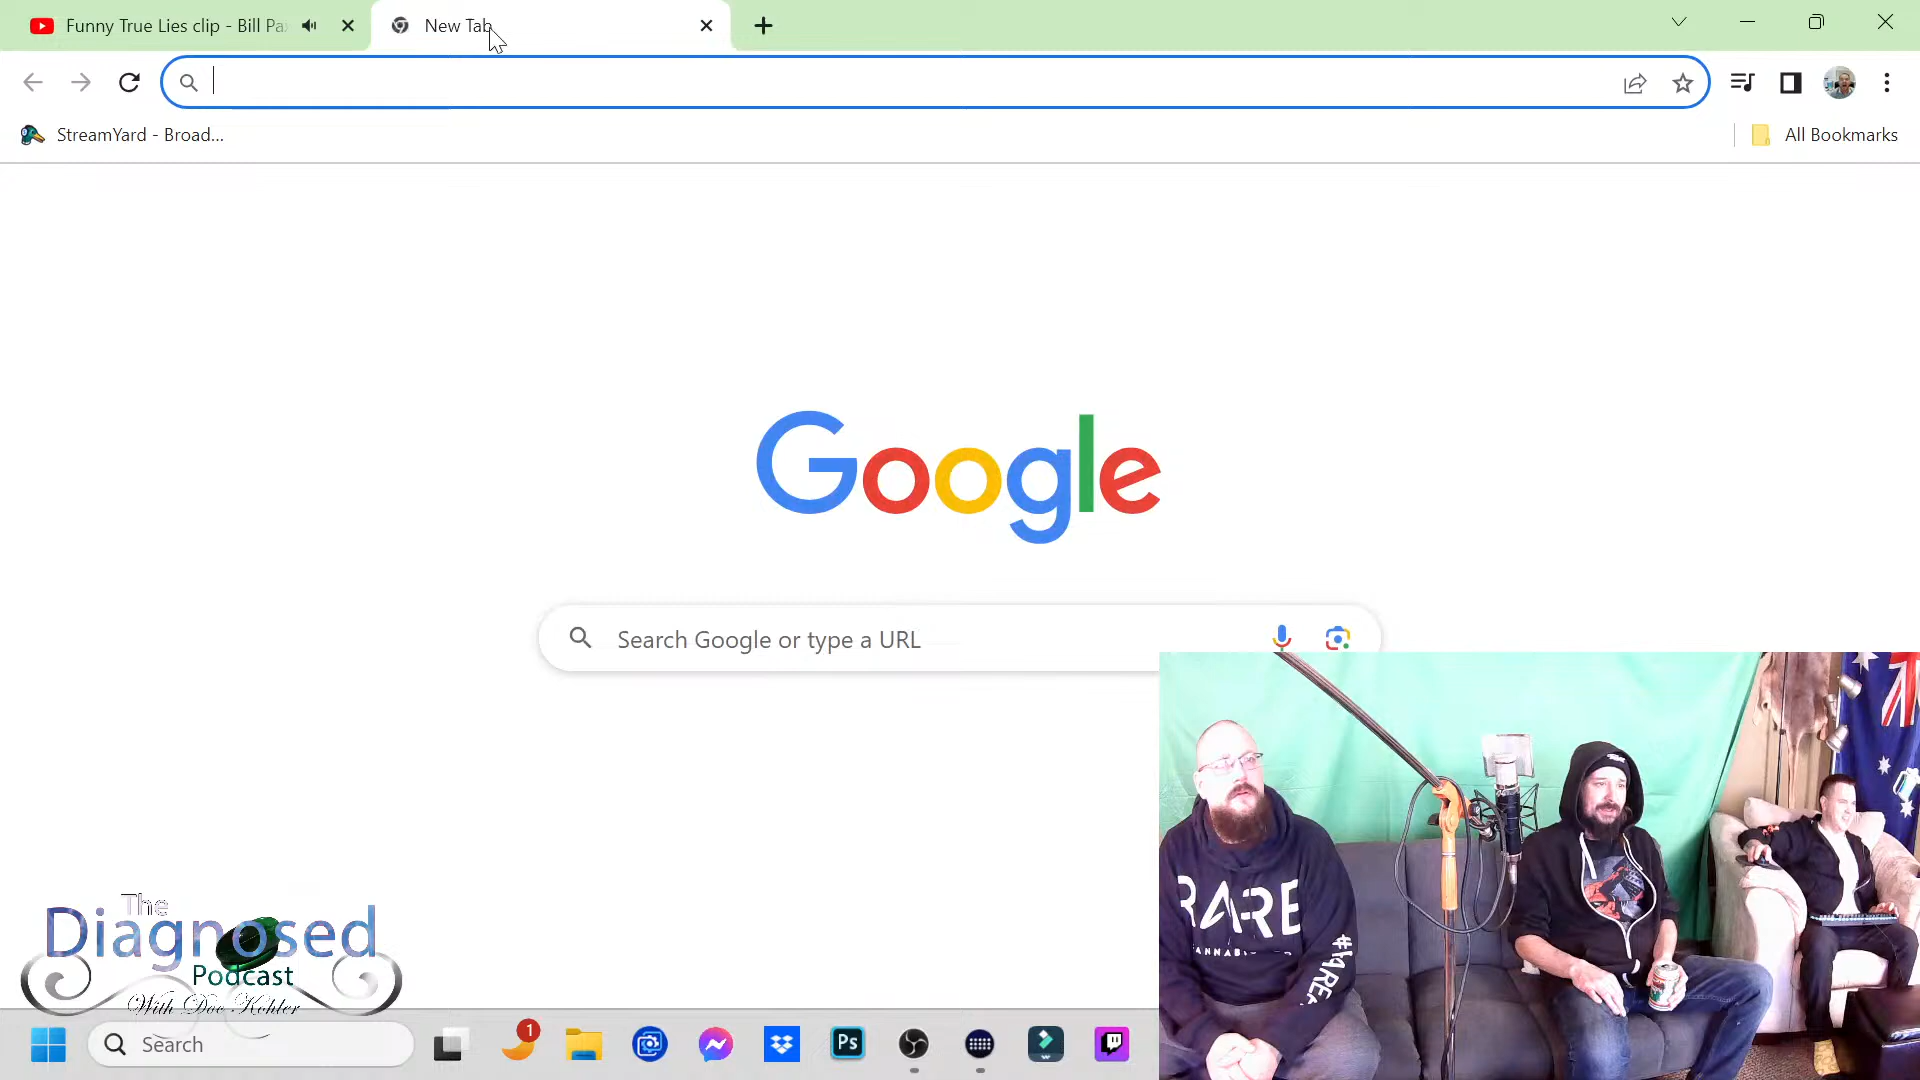 Funny True Lies clip - Bill Pa
New Tab
StreamYard - Broad...
All Bookmarks
Google
Search Google or type a URL
RARE
#
The
Diagnosed
Podcast
With Doc Kohler
1
Search
Ps